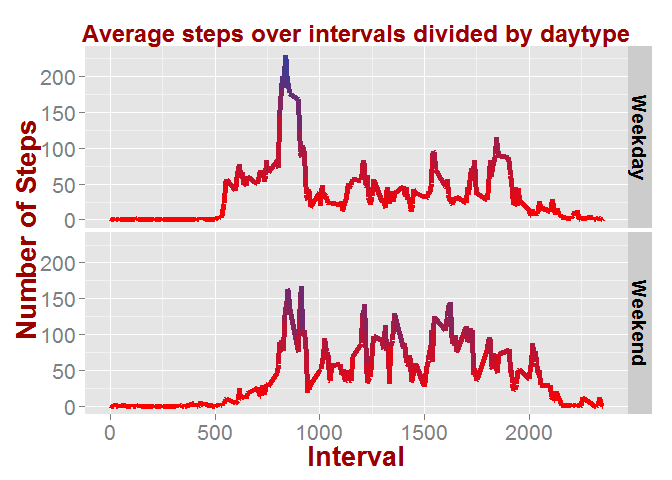 Average steps over intervals divided by daytype
Number of Steps
200
150
100
50
0
Weekday
200
150
100
50
0
Weekend
0 500 1000 1500 2000
Interval